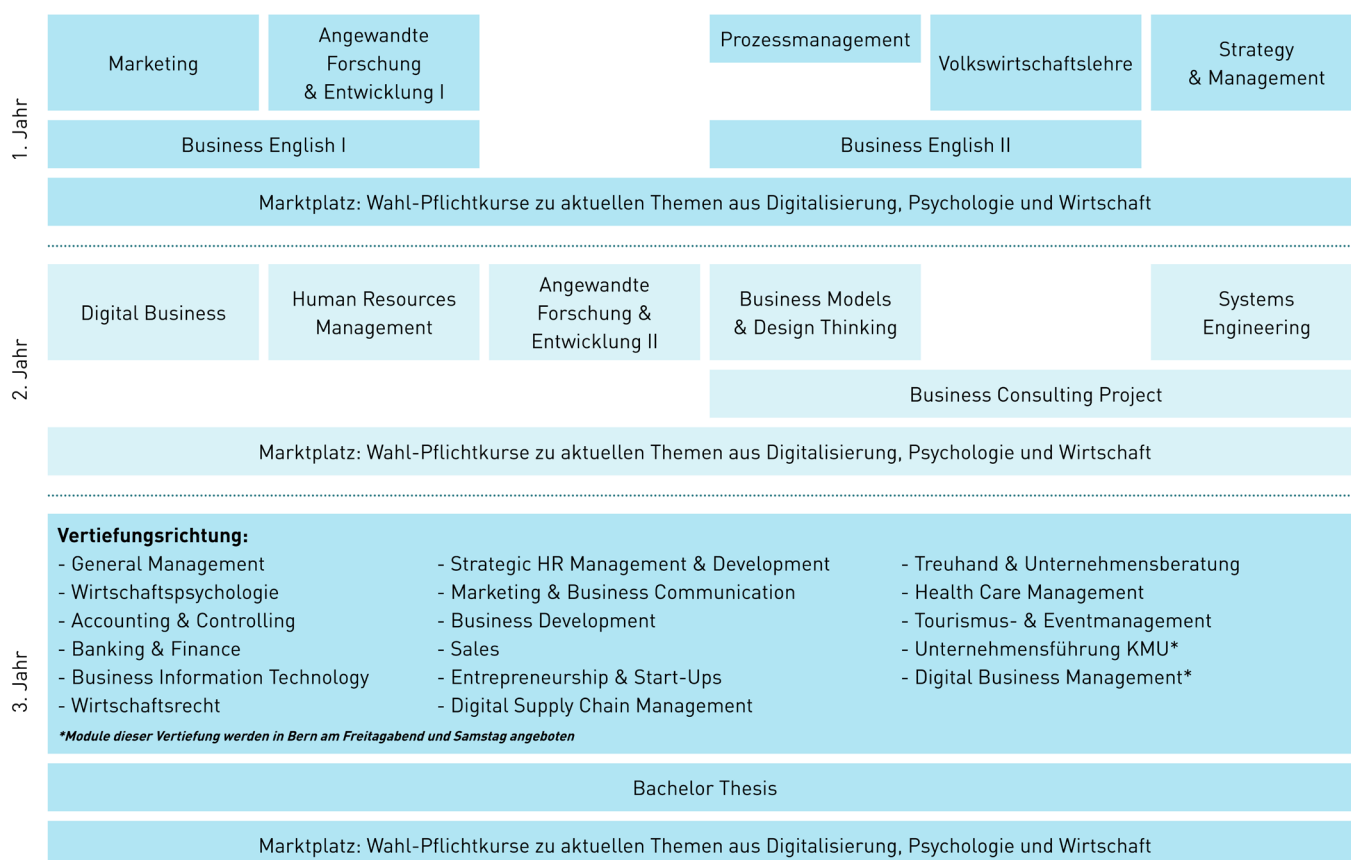 1. Jahr
Marketing
Angewandte
Forschung
& Entwicklung I
Prozessmanagement
Volkswirtschaftslehre
Strategy
& Management
Business English I
Business English II
Marktplatz: Wahl-Pflichtkurse zu aktuellen Themen aus Digitalisierung, Psychologie und Wirtschaft
2. Jahr
Digital Business
Human Resources
Management
Angewandte
Forschung &
Entwicklung II
Business Models
& Design Thinking
Systems
Engineering
Business Consulting Project
Marktplatz: Wahl-Pflichtkurse zu aktuellen Themen aus Digitalisierung, Psychologie und Wirtschaft
3. Jahr
Vertiefungsrichtung:
- General Management
- Wirtschaftspsychologie
- Accounting & Controlling
- Banking & Finance
- Business Information Technology
- Wirtschaftsrecht
- Strategic HR Management & Development
- Marketing & Business Communication
- Business Development
- Sales
- Entrepreneurship & Start-Ups
- Digital Supply Chain Management
- Treuhand & Unternehmensberatung
- Health Care Management
- Tourismus- & Eventmanagement
- Unternehmensführung KMU*
- Digital Business Management*
*Module dieser Vertiefung werden in Bern am Freitagabend und Samstag angeboten
Bachelor Thesis
Marktplatz: Wahl-Pflichtkurse zu aktuellen Themen aus Digitalisierung, Psychologie und Wirtschaft